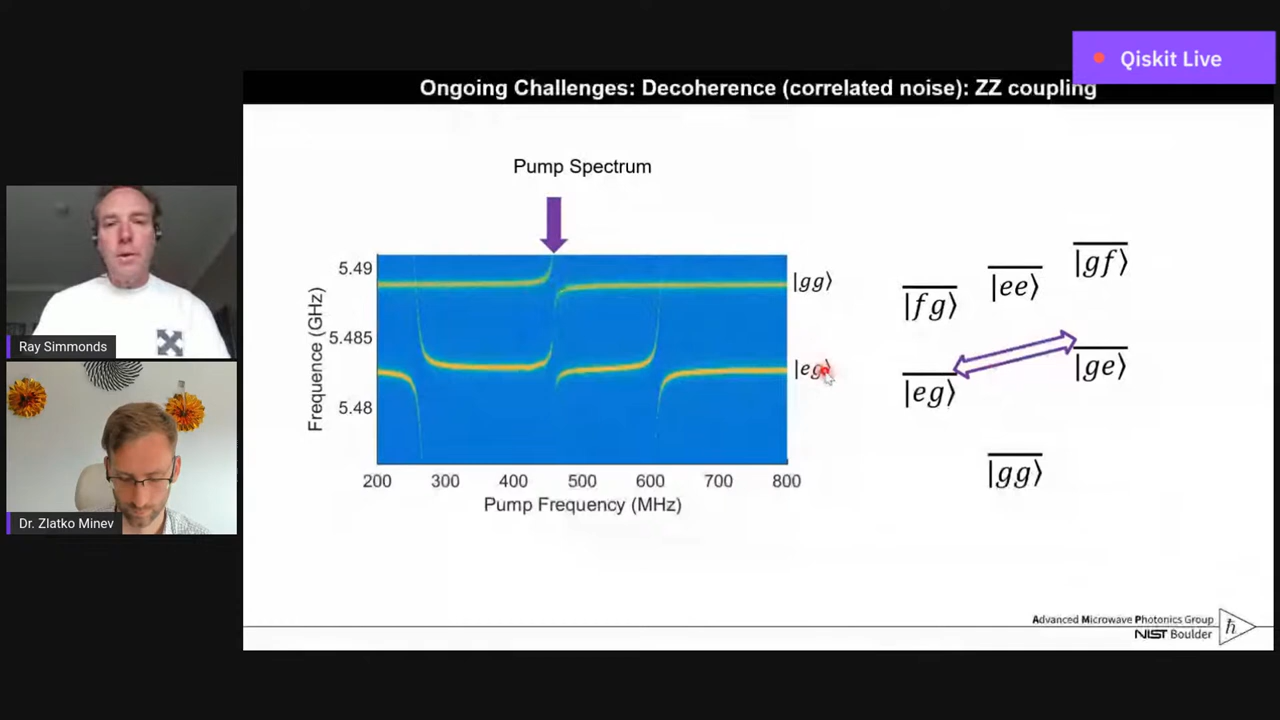 Qiskit Live
Ongoing Challenges: Decoherence (correlated noise): ZZ coupling
Pump Spectrum
5.49
5.485
5.48
Frequence (GHz)
200 300 400 500 600 700 800
Pump Frequency (MHz)
|gg⟩
|eg⟩
|fg⟩
|ee⟩
|gf⟩
|eg⟩
|ge⟩
|gg⟩
Ray Simmonds
Dr. Zlatko Minev
Advanced Microwave Photonics Group
NIST Boulder
ħ